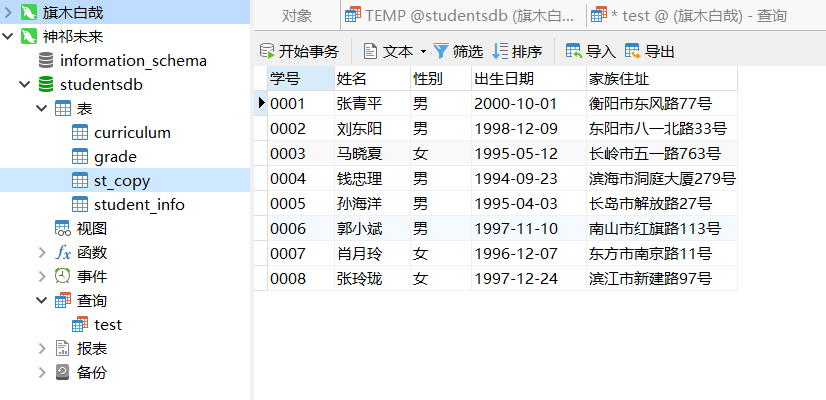 旗木白哉
神祁未来
information_schema
studentsdb
表
curriculum
grade
st_copy
student_info
视图
fx 函数
事件
查询
test
报表
备份
对象 TEMP @studentsdb (旗木白... * test @ (旗木白哉) - 查询
开始事务 文本 筛选 排序 导入 导出
学号 姓名 性别 出生日期 家族住址
0001 张青平 男 2000-10-01 衡阳市东风路77号
0002 刘东阳 男 1998-12-09 东阳市八一北路33号
0003 马晓夏 女 1995-05-12 长岭市五一路763号
0004 钱忠理 男 1994-09-23 滨海市洞庭大厦279号
0005 孙海洋 男 1995-04-03 长岛市解放路27号
0006 郭小斌 男 1997-11-10 南山市红旗路113号
0007 肖月玲 女 1996-12-07 东方市南京路11号
0008 张玲珑 女 1997-12-24 滨江市新建路97号